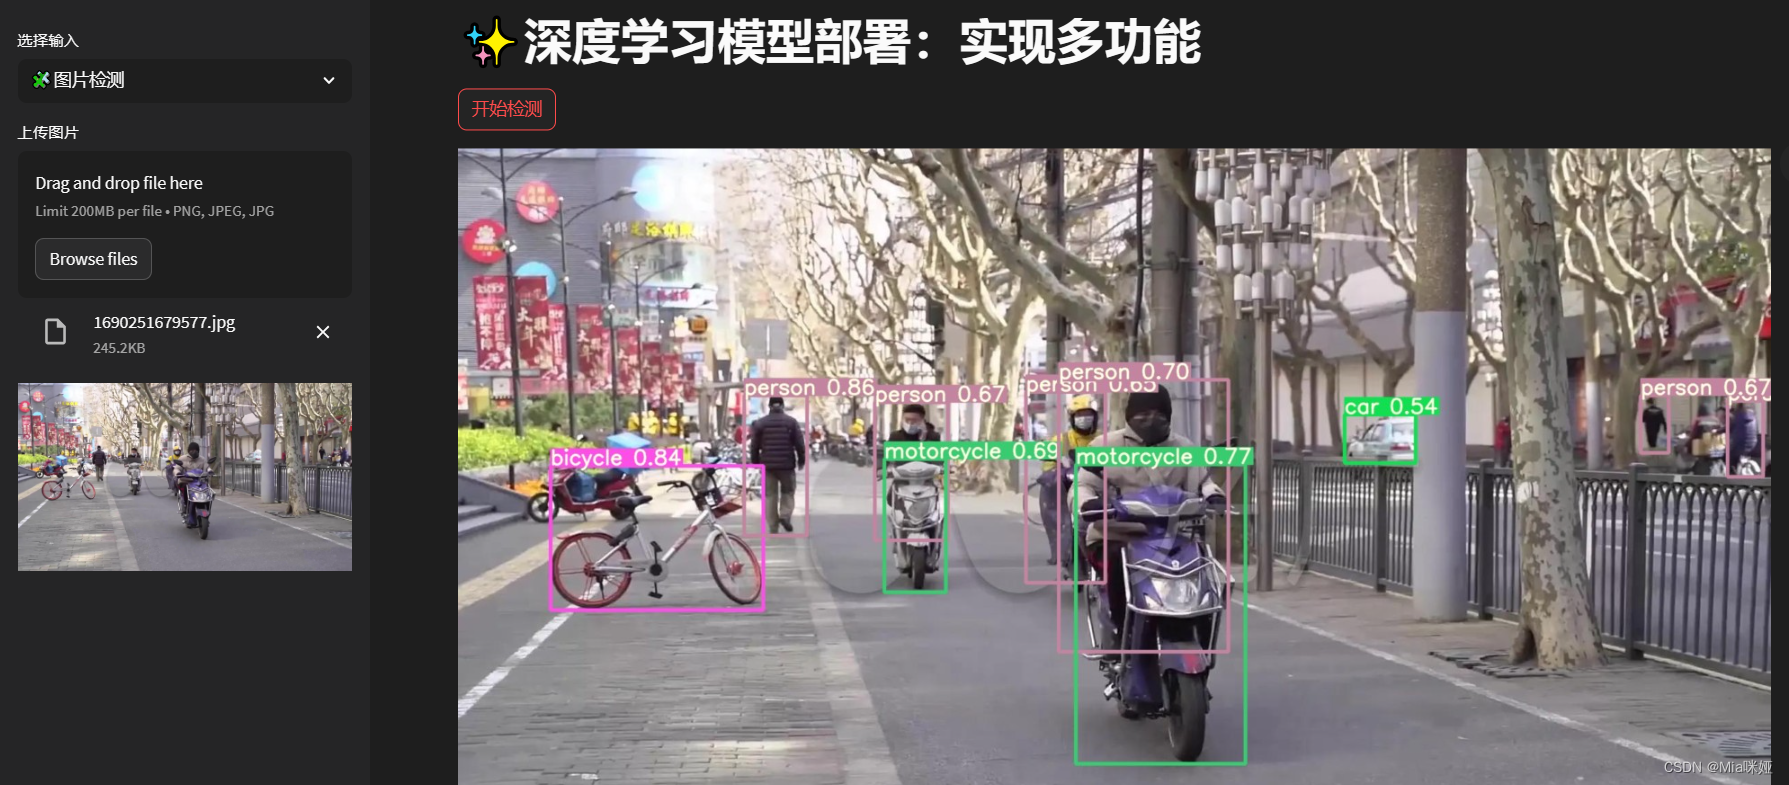 选择输入
图片检测
上传图片
Drag and drop file here
Limit 200MB per file • PNG, JPEG, JPG
Browse files
1690251679577.jpg
245.2KB
深度学习模型部署：实现多功能
开始检测
person 0.70
person 0.86
person 0.67
person 0.65
person 0.67
car 0.54
motorcycle 0.69
motorcycle 0.77
bicycle 0.84
CSDN @Mia咪娅